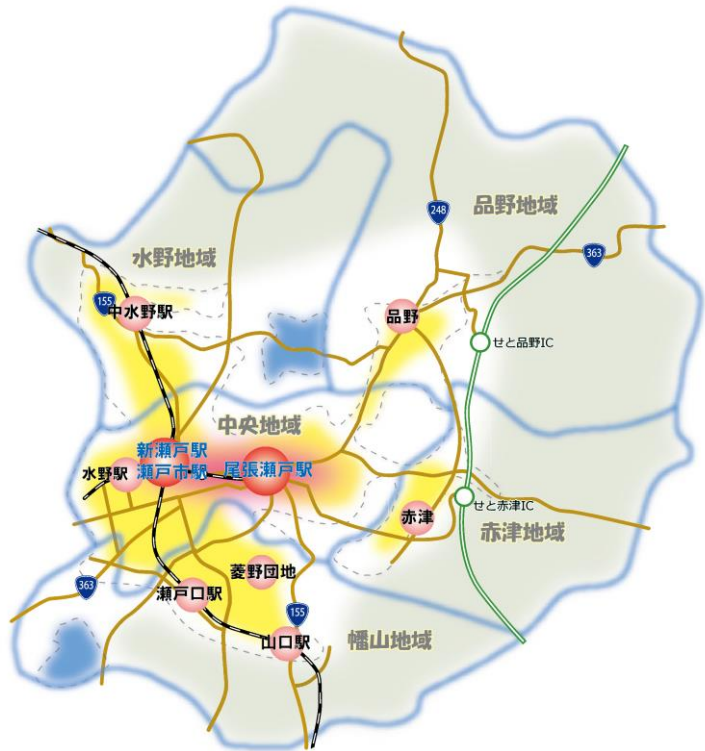 248
品野地域
363
水野地域
155
中水野駅
品野
せと品野IC
中央地域
新瀬戸駅
瀬戸市駅
尾張瀬戸駅
水野駅
せと赤津IC
赤津
赤津地域
菱野団地
363
瀬戸口駅
155
山口駅
幡山地域